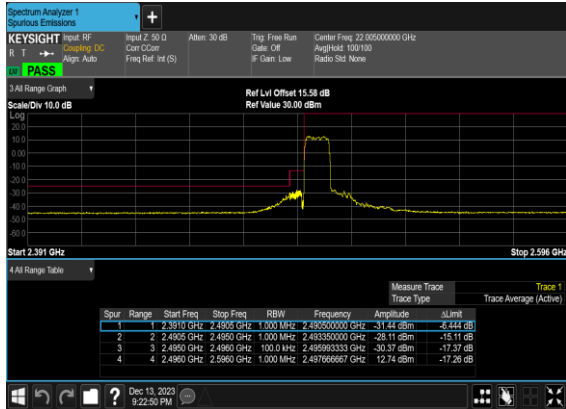 Spectrum Analyzer 1
Spurious Emissions
+
KEYSIGHT Input: RF Input Z: 50 Ω Atten: 30 dB Trig: Free Run Center Freq: 22.005000000 GHz
R T Coupling: DC Corr CCorr Gate: Off Avg|Hold: 100/100
Align: Auto Freq Ref: Int (S) IF Gain: Low Radio Std: None
PASS
3 All Range Graph
Ref Lvl Offset 15.58 dB
Scale/Div 10.0 dB Ref Value 30.00 dBm
Log
20.0
10.0
0.00
-10.0
-20.0
-30.0
-40.0
-50.0
-60.0
Start 2.391 GHz Stop 2.596 GHz
4 All Range Table
Measure Trace Trace 1
Trace Type Trace Average (Active)
Spur Range Start Freq Stop Freq RBW Frequency Amplitude ΔLimit
1 1 2.3910 GHz 2.4905 GHz 1.000 MHz 2.490500000 GHz -31.44 dBm -6.444 dB
2 2 2.4905 GHz 2.4950 GHz 1.000 MHz 2.493350000 GHz -28.11 dBm -15.11 dB
3 3 2.4950 GHz 2.4960 GHz 100.0 kHz 2.495993333 GHz -30.37 dBm -17.37 dB
4 4 2.4960 GHz 2.5960 GHz 1.000 MHz 2.497666667 GHz 12.74 dBm -17.26 dB
? Dec 13, 2023
9:22:50 PM